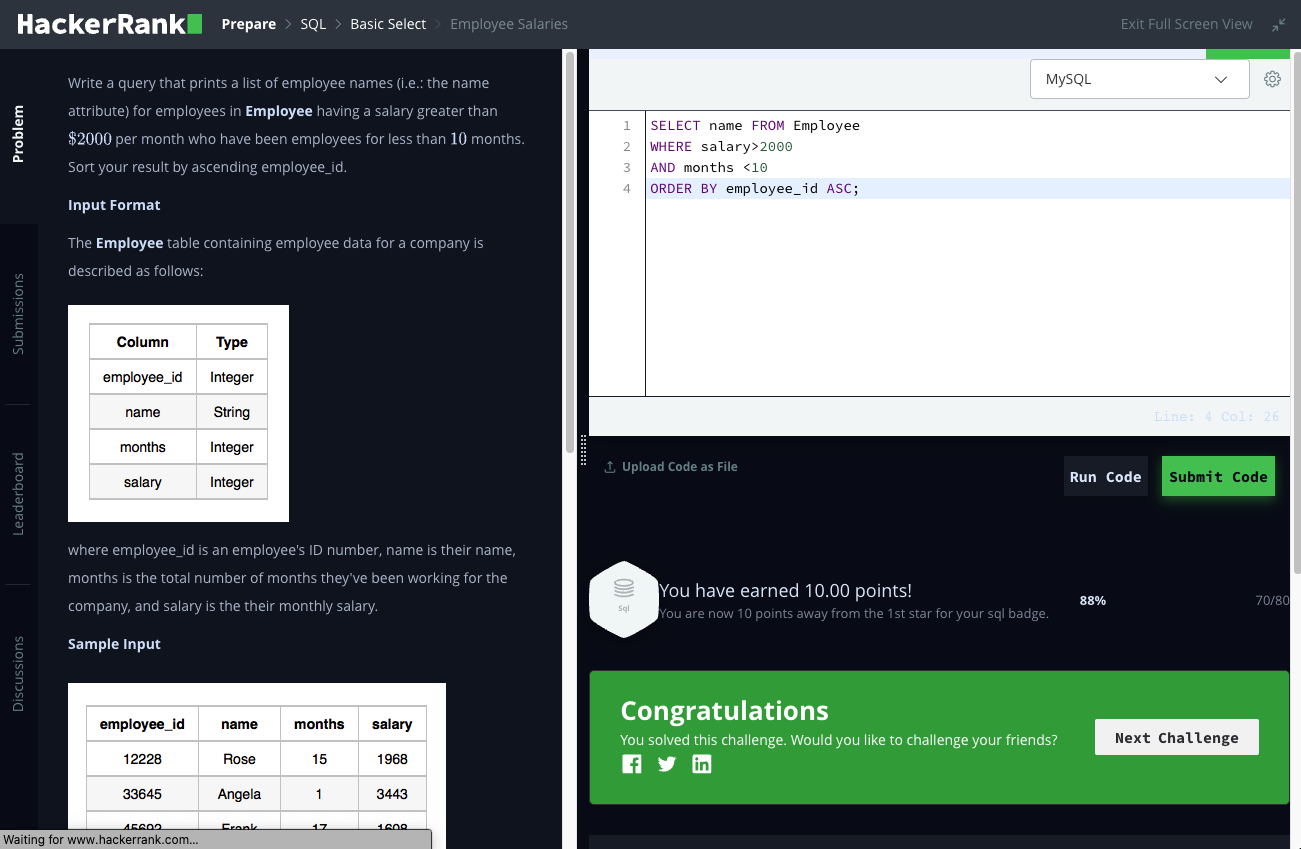 HackerRank Prepare > SQL > Basic Select > Employee Salaries Exit Full Screen View
Problem
Submissions
Leaderboard
Discussions
Write a query that prints a list of employee names (i.e.: the name
attribute) for employees in Employee having a salary greater than
$2000 per month who have been employees for less than 10 months.
Sort your result by ascending employee_id.
Input Format
The Employee table containing employee data for a company is
described as follows:
Column Type
employee_id Integer
name String
months Integer
salary Integer
where employee_id is an employee's ID number, name is their name,
months is the total number of months they've been working for the
company, and salary is the their monthly salary.
Sample Input
employee_id name months salary
12228 Rose 15 1968
33645 Angela 1 3443
45692 Frank 17 1608
Waiting for www.hackerrank.com...
MySQL
1 SELECT name FROM Employee
2 WHERE salary>2000
3 AND months <10
4 ORDER BY employee_id ASC;
Line: 4 Col: 26
Upload Code as File
Run Code
Submit Code
Sql
You have earned 10.00 points!
You are now 10 points away from the 1st star for your sql badge.
88%
70/80
Congratulations
You solved this challenge. Would you like to challenge your friends?
Next Challenge